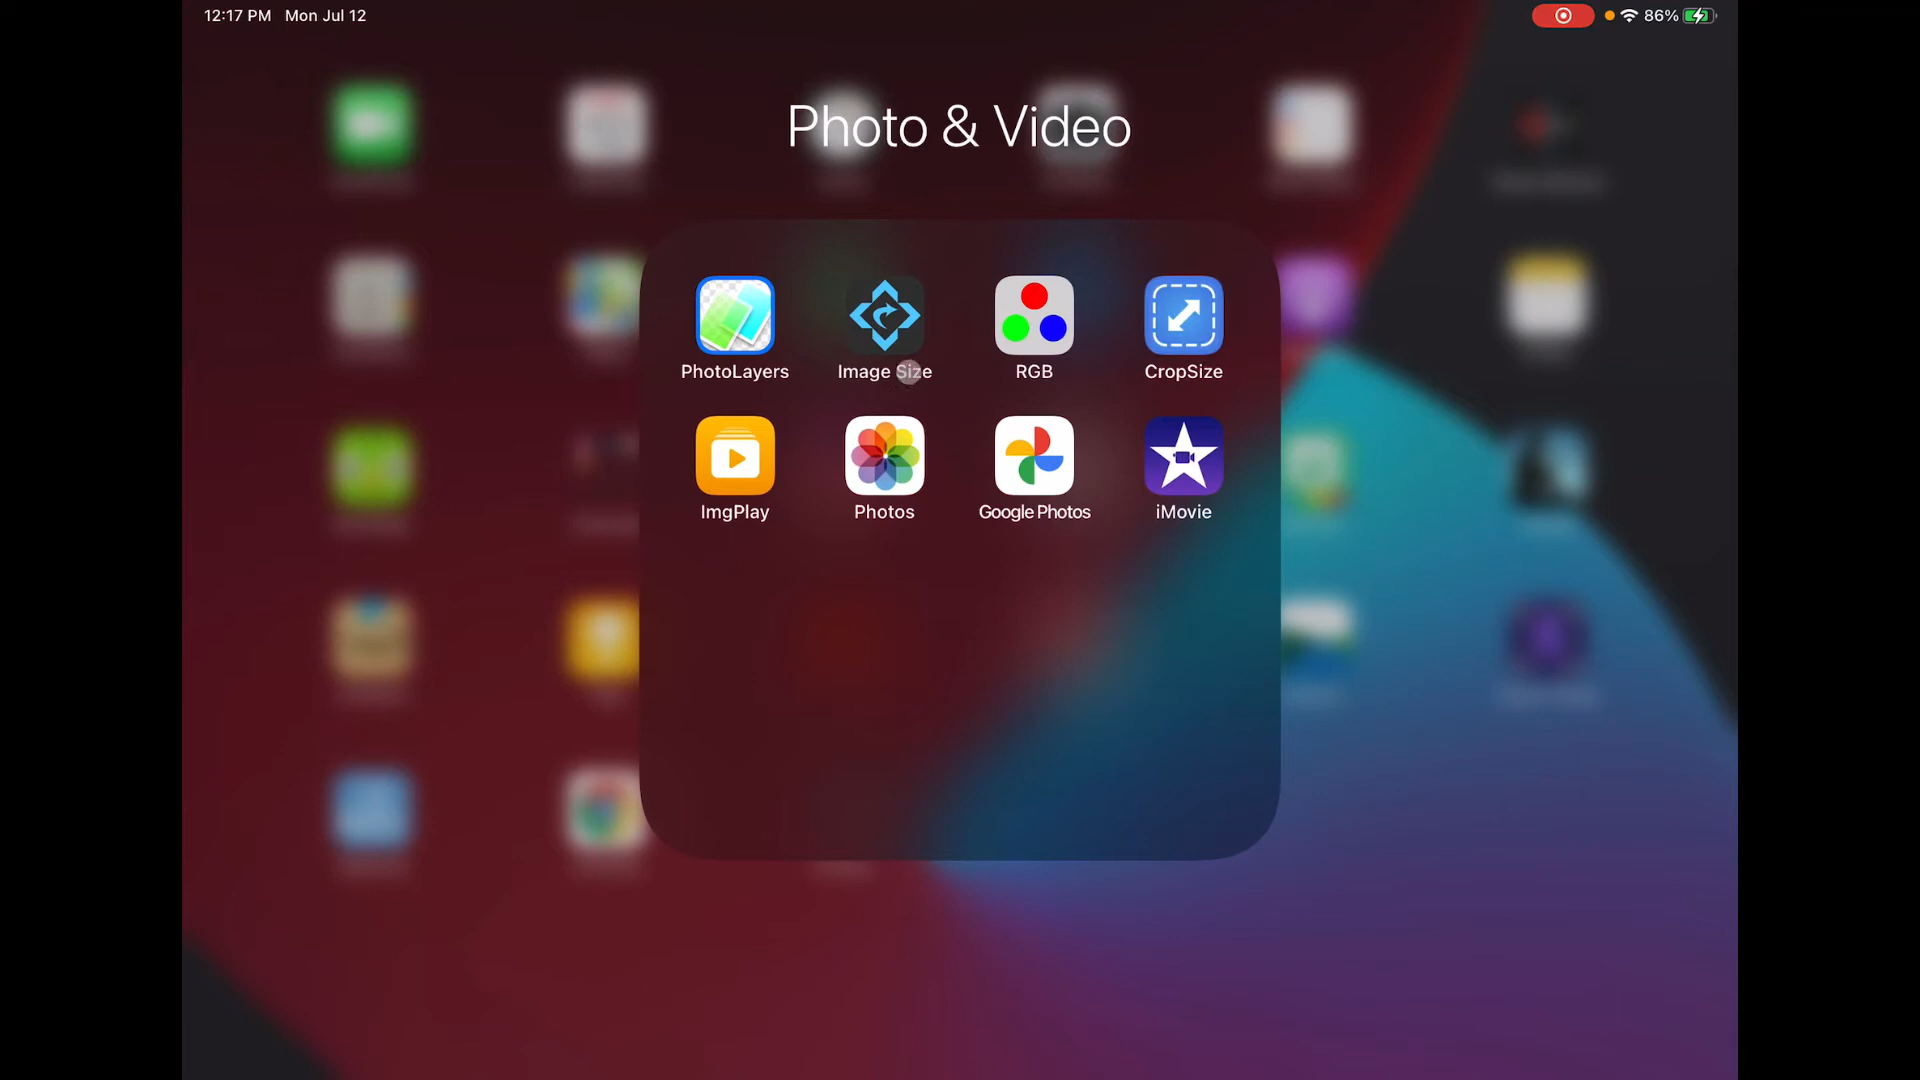 12:17 PM Mon Jul 12
86%
Photo & Video
PhotoLayers
Image Size
RGB
CropSize
ImgPlay
Photos
Google Photos
iMovie